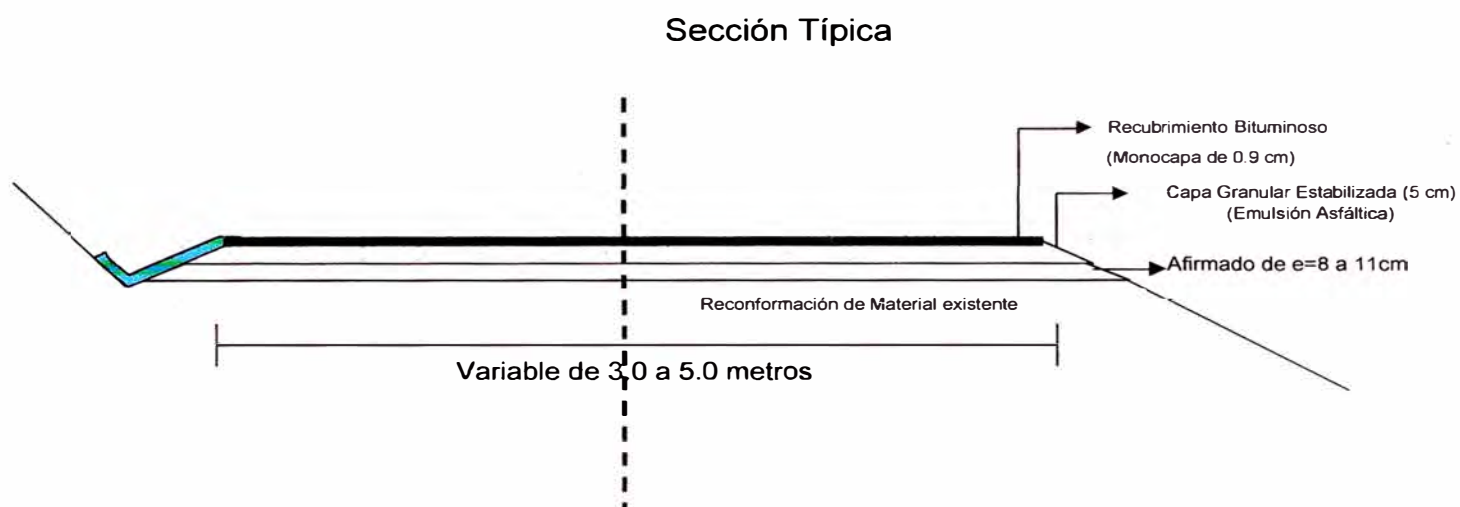 Sección Típica
Recubrimiento Bituminoso
(Monocapa de 0.9 cm)
Capa Granular Estabilizada (5 cm)
(Emulsión Asfáltica)
Afirmado de e=8 a 11cm
Reconformación de Material existente
Variable de 3.0 a 5.0 metros